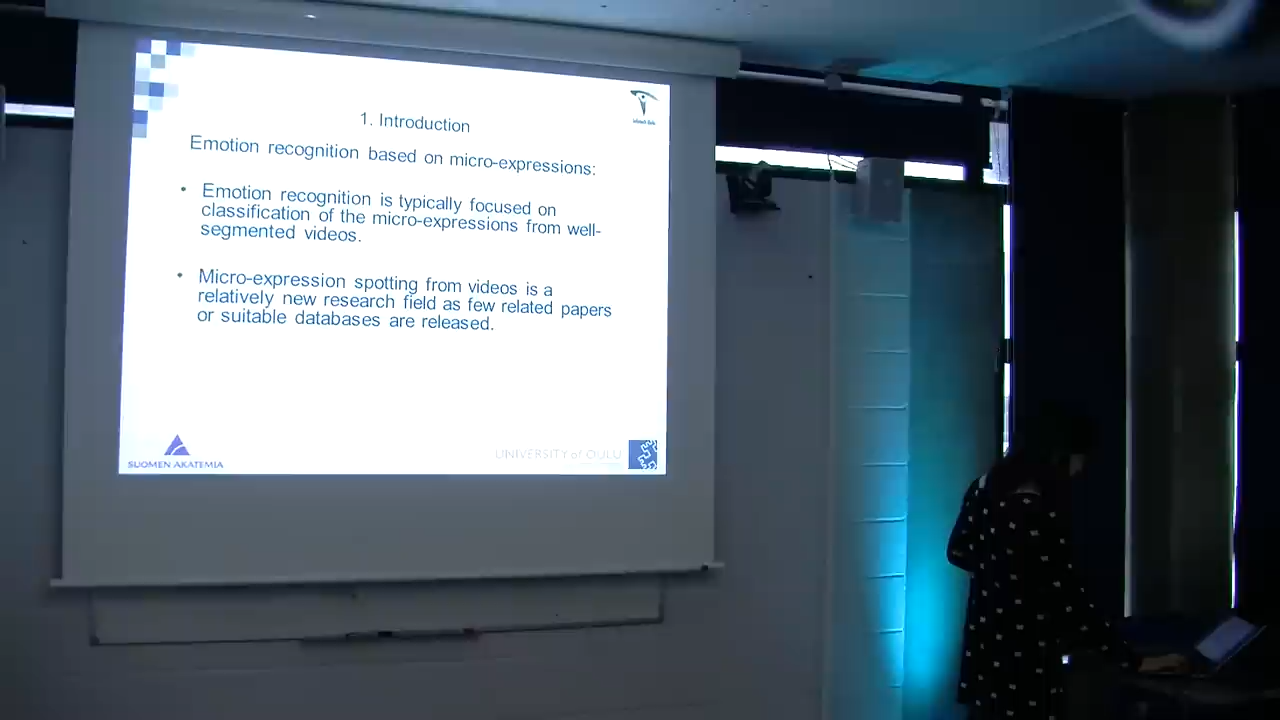 1. Introduction
Emotion recognition based on micro-expressions:
• Emotion recognition is typically focused on
classification of the micro-expressions from well-
segmented videos.
• Micro-expression spotting from videos is a
relatively new research field as few related papers
or suitable databases are released.
SUOMEN AKATEMIA
UNIVERSITY of OULU